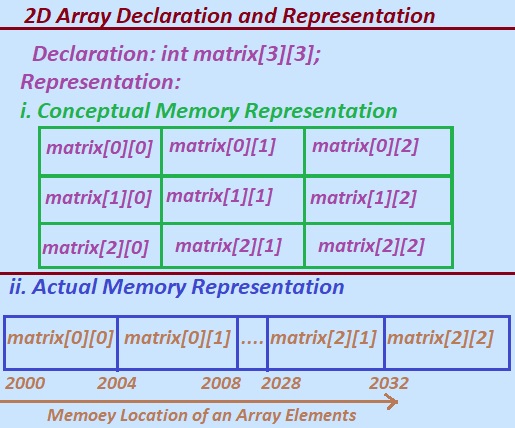 2D Array Declaration and Representation
Declaration: int matrix[3][3];
Representation:
i. Conceptual Memory Representation
matrix[0][0] matrix[0][1] matrix[0][2]
matrix[1][0] matrix[1][1] matrix[1][2]
matrix[2][0] matrix[2][1] matrix[2][2]
ii. Actual Memory Representation
matrix[0][0] matrix[0][1] .... matrix[2][1] matrix[2][2]
2000 2004 2008 2028 2032
Memoey Location of an Array Elements